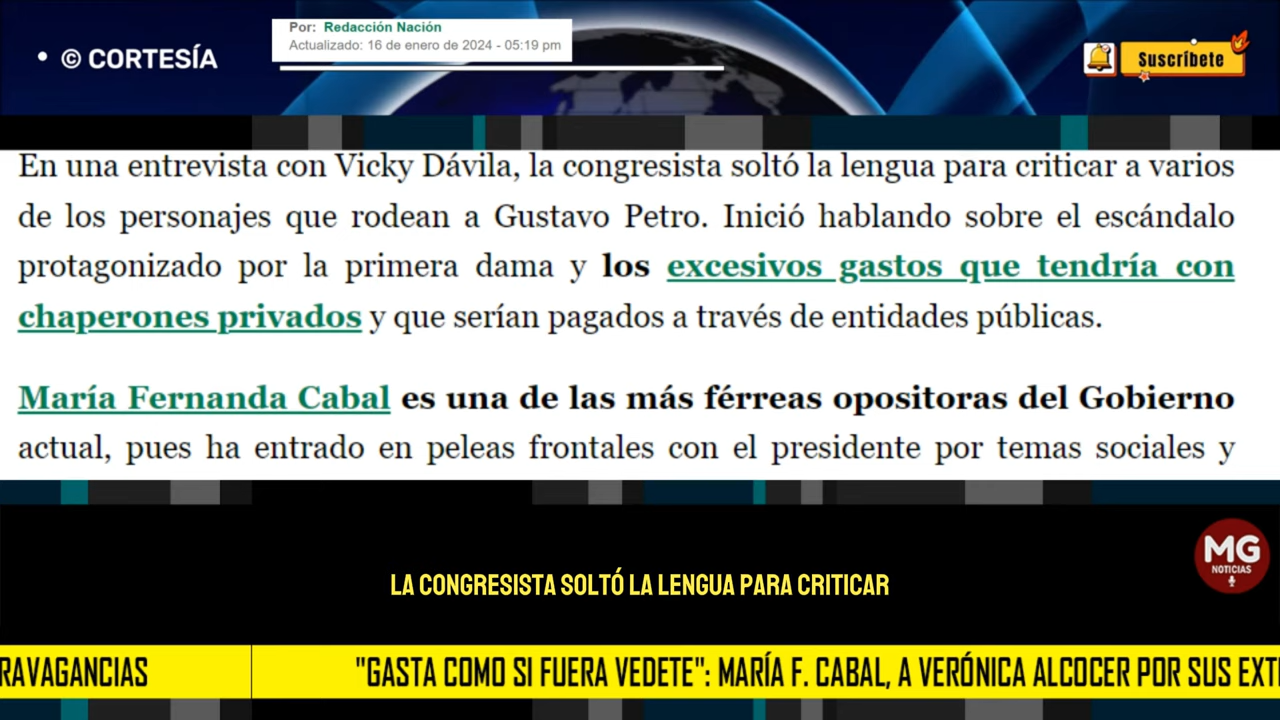 Por: Redacción Nación
Actualizado: 16 de enero de 2024 - 05:19 pm
• © CORTESÍA
Suscríbete
En una entrevista con Vicky Dávila, la congresista soltó la lengua para criticar a varios
de los personajes que rodean a Gustavo Petro. Inició hablando sobre el escándalo
protagonizado por la primera dama y los excesivos gastos que tendría con
chaperones privados y que serían pagados a través de entidades públicas.
María Fernanda Cabal es una de las más férreas opositoras del Gobierno
actual, pues ha entrado en peleas frontales con el presidente por temas sociales y
MG
NOTICIAS
LA CONGRESISTA SOLTÓ LA LENGUA PARA CRITICAR
RAVAGANCIAS "GASTA COMO SI FUERA VEDETE": MARÍA F. CABAL, A VERÓNICA ALCOCER POR SUS EXT